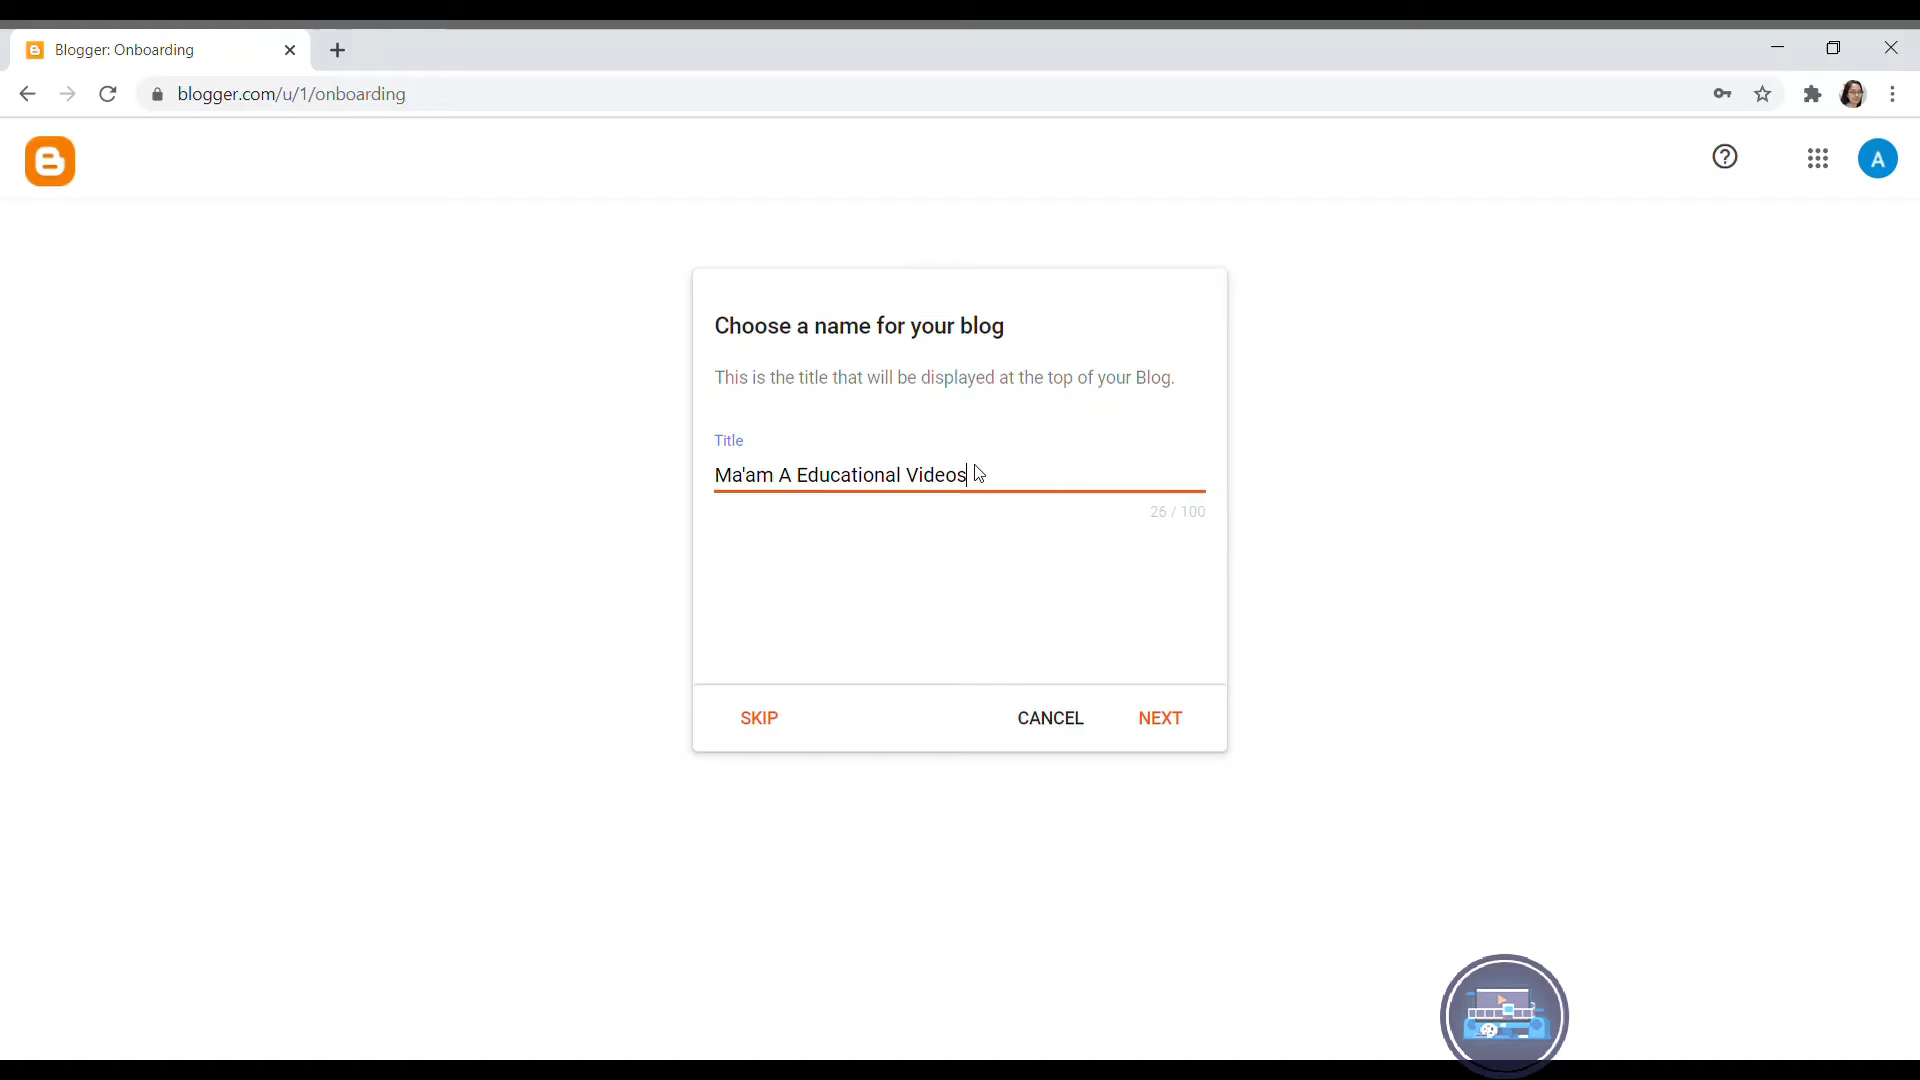 Blogger: Onboarding
blogger.com/u/1/onboarding
A
Choose a name for your blog
This is the title that will be displayed at the top of your Blog.
Title
Ma'am A Educational Videos
26 / 100
SKIP CANCEL NEXT